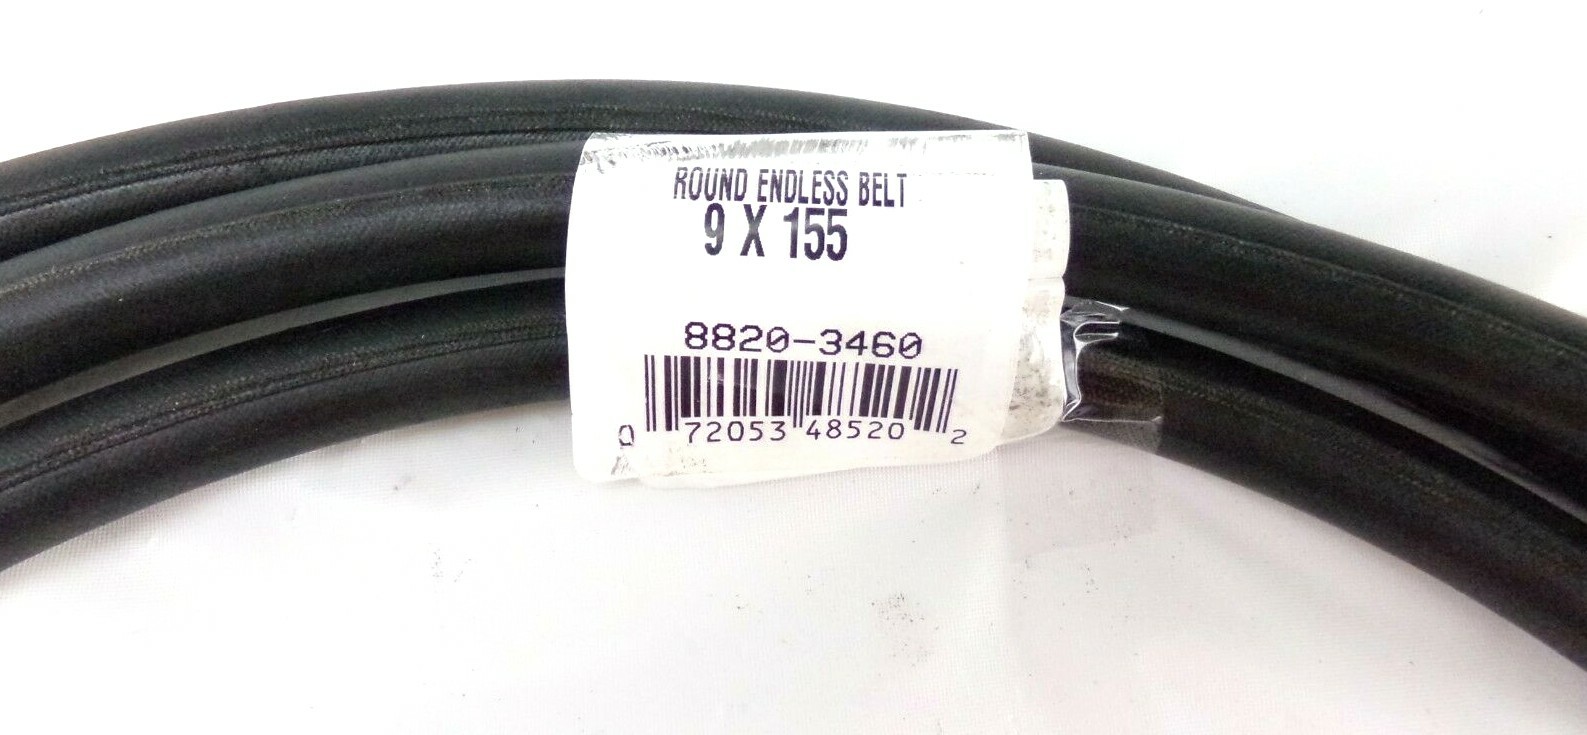 ROUND ENDLESS BELT
9 X 155
8820-3460
0 72053 48520 2